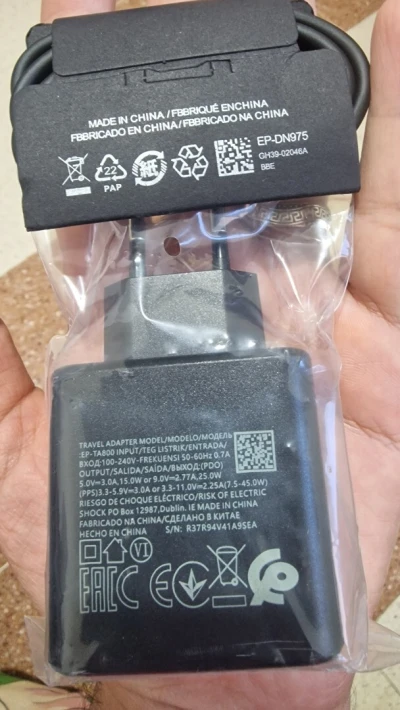 MADE IN CHINA / FBBRIQUÉ ENCHINA
FBBRICADO EN CHINA/FBBRICADO NA CHINA
EP-DN975
GH39-02046A
BBE
22
PAP
TRAVEL ADAPTER MODEL/MODELO/МОДЕЛЬ
:EP-TA800 INPUT/TEG LISTRIK/ENTRADA/
ВХОД:100-240V-FREKUENSI 50-60Hz 0.7A
OUTPUT/SALIDA/SAÍDA/ВЫХОД:(PDO)
5.0V⎓3.0A,15.0W or 9.0V⎓2.77A,25.0W
(PPS)3.3-5.9V⎓3.0A or 3.3-11.0V⎓2.25A(7.5-45.0W)
RIESGO DE CHOQUE ELÉCTRICO/RISK OF ELECTRIC
SHOCK PO Box 12987,Dublin. IE MADE IN CHINA
FABRICADO NA CHINA/СДЕЛАНО В КИТАЕ
HECHO EN CHINA S/N: R37R94V41A9SEA
VI
EAC CE